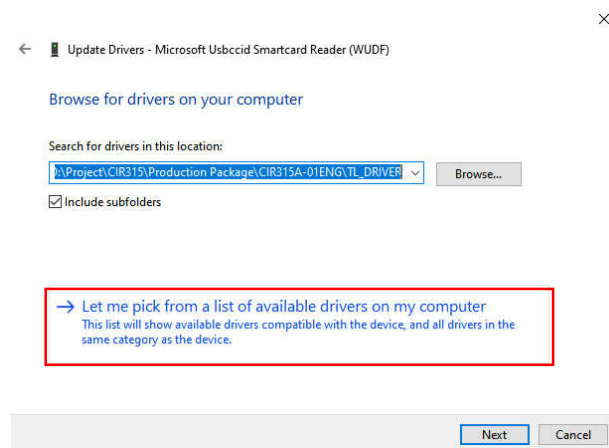 Update Drivers - Microsoft Usbccid Smartcard Reader (WUDF)
Browse for drivers on your computer
Search for drivers in this location:
:\Project\CIR315\Production Package\CIR315A-01ENG\TL_DRIVER
Browse...
Include subfolders
Let me pick from a list of available drivers on my computer
This list will show available drivers compatible with the device, and all drivers in the
same category as the device.
Next
Cancel